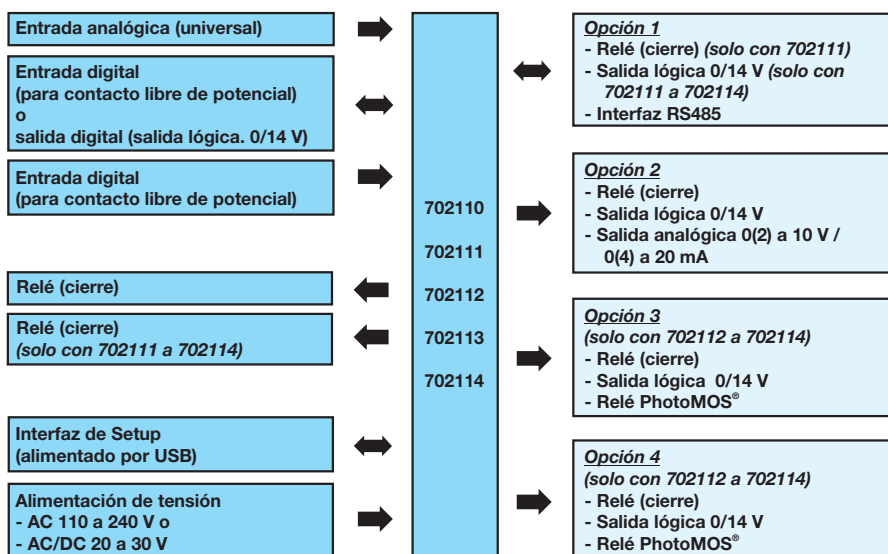 Entrada analógica (universal)
Entrada digital
(para contacto libre de potencial)
o
salida digital (salida lógica. 0/14 V)
Entrada digital
(para contacto libre de potencial)
Relé (cierre)
Relé (cierre)
(solo con 702111 a 702114)
Interfaz de Setup
(alimentado por USB)
Alimentación de tensión
- AC 110 a 240 V o
- AC/DC 20 a 30 V
702110
702111
702112
702113
702114
Opción 1
- Relé (cierre) (solo con 702111)
- Salida lógica 0/14 V (solo con
702111 a 702114)
- Interfaz RS485
Opción 2
- Relé (cierre)
- Salida lógica 0/14 V
- Salida analógica 0(2) a 10 V /
0(4) a 20 mA
Opción 3
(solo con 702112 a 702114)
- Relé (cierre)
- Salida lógica 0/14 V
- Relé PhotoMOS®
Opción 4
(solo con 702112 a 702114)
- Relé (cierre)
- Salida lógica 0/14 V
- Relé PhotoMOS®